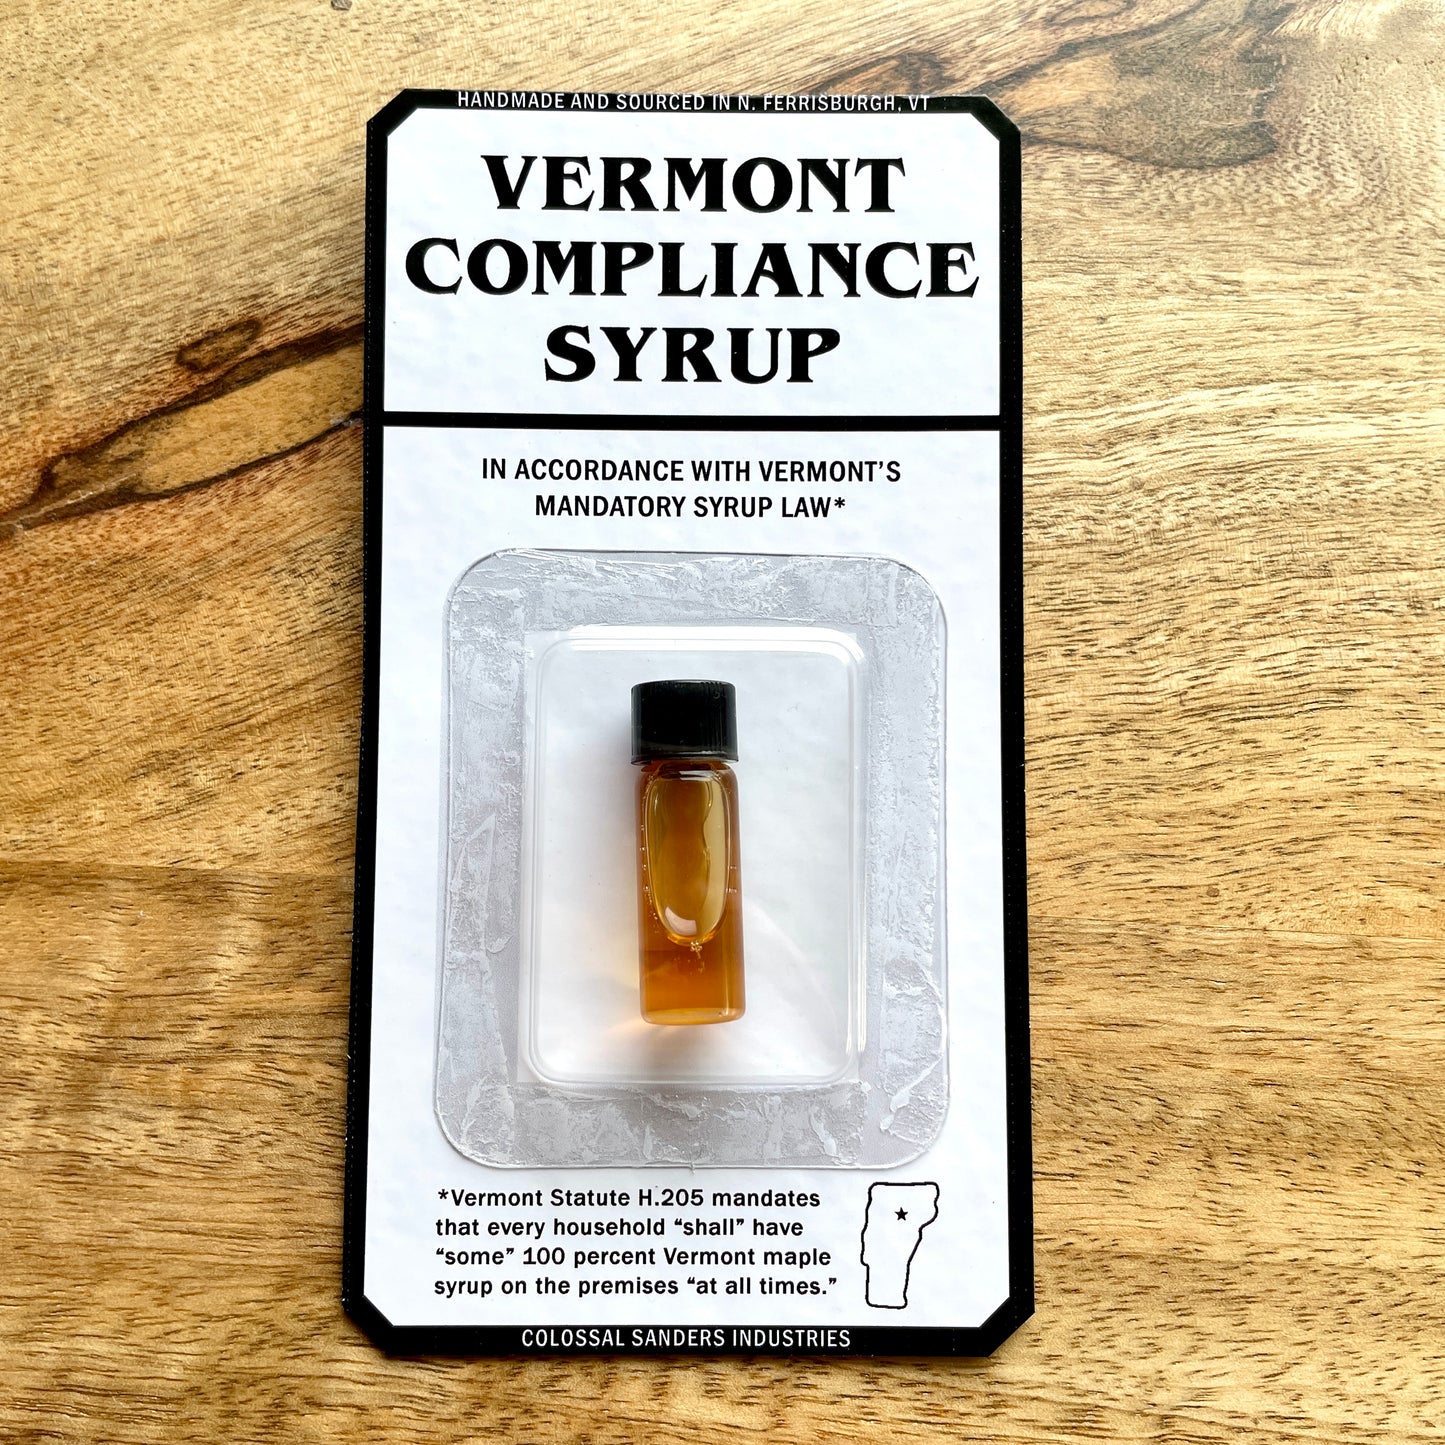 HANDMADE AND SOURCED IN N. FERRISBURGH, VT
VERMONT
COMPLIANCE
SYRUP
IN ACCORDANCE WITH VERMONT’S
MANDATORY SYRUP LAW*
*Vermont Statute H.205 mandates
that every household “shall” have
“some” 100 percent Vermont maple
syrup on the premises “at all times.”
COLOSSAL SANDERS INDUSTRIES